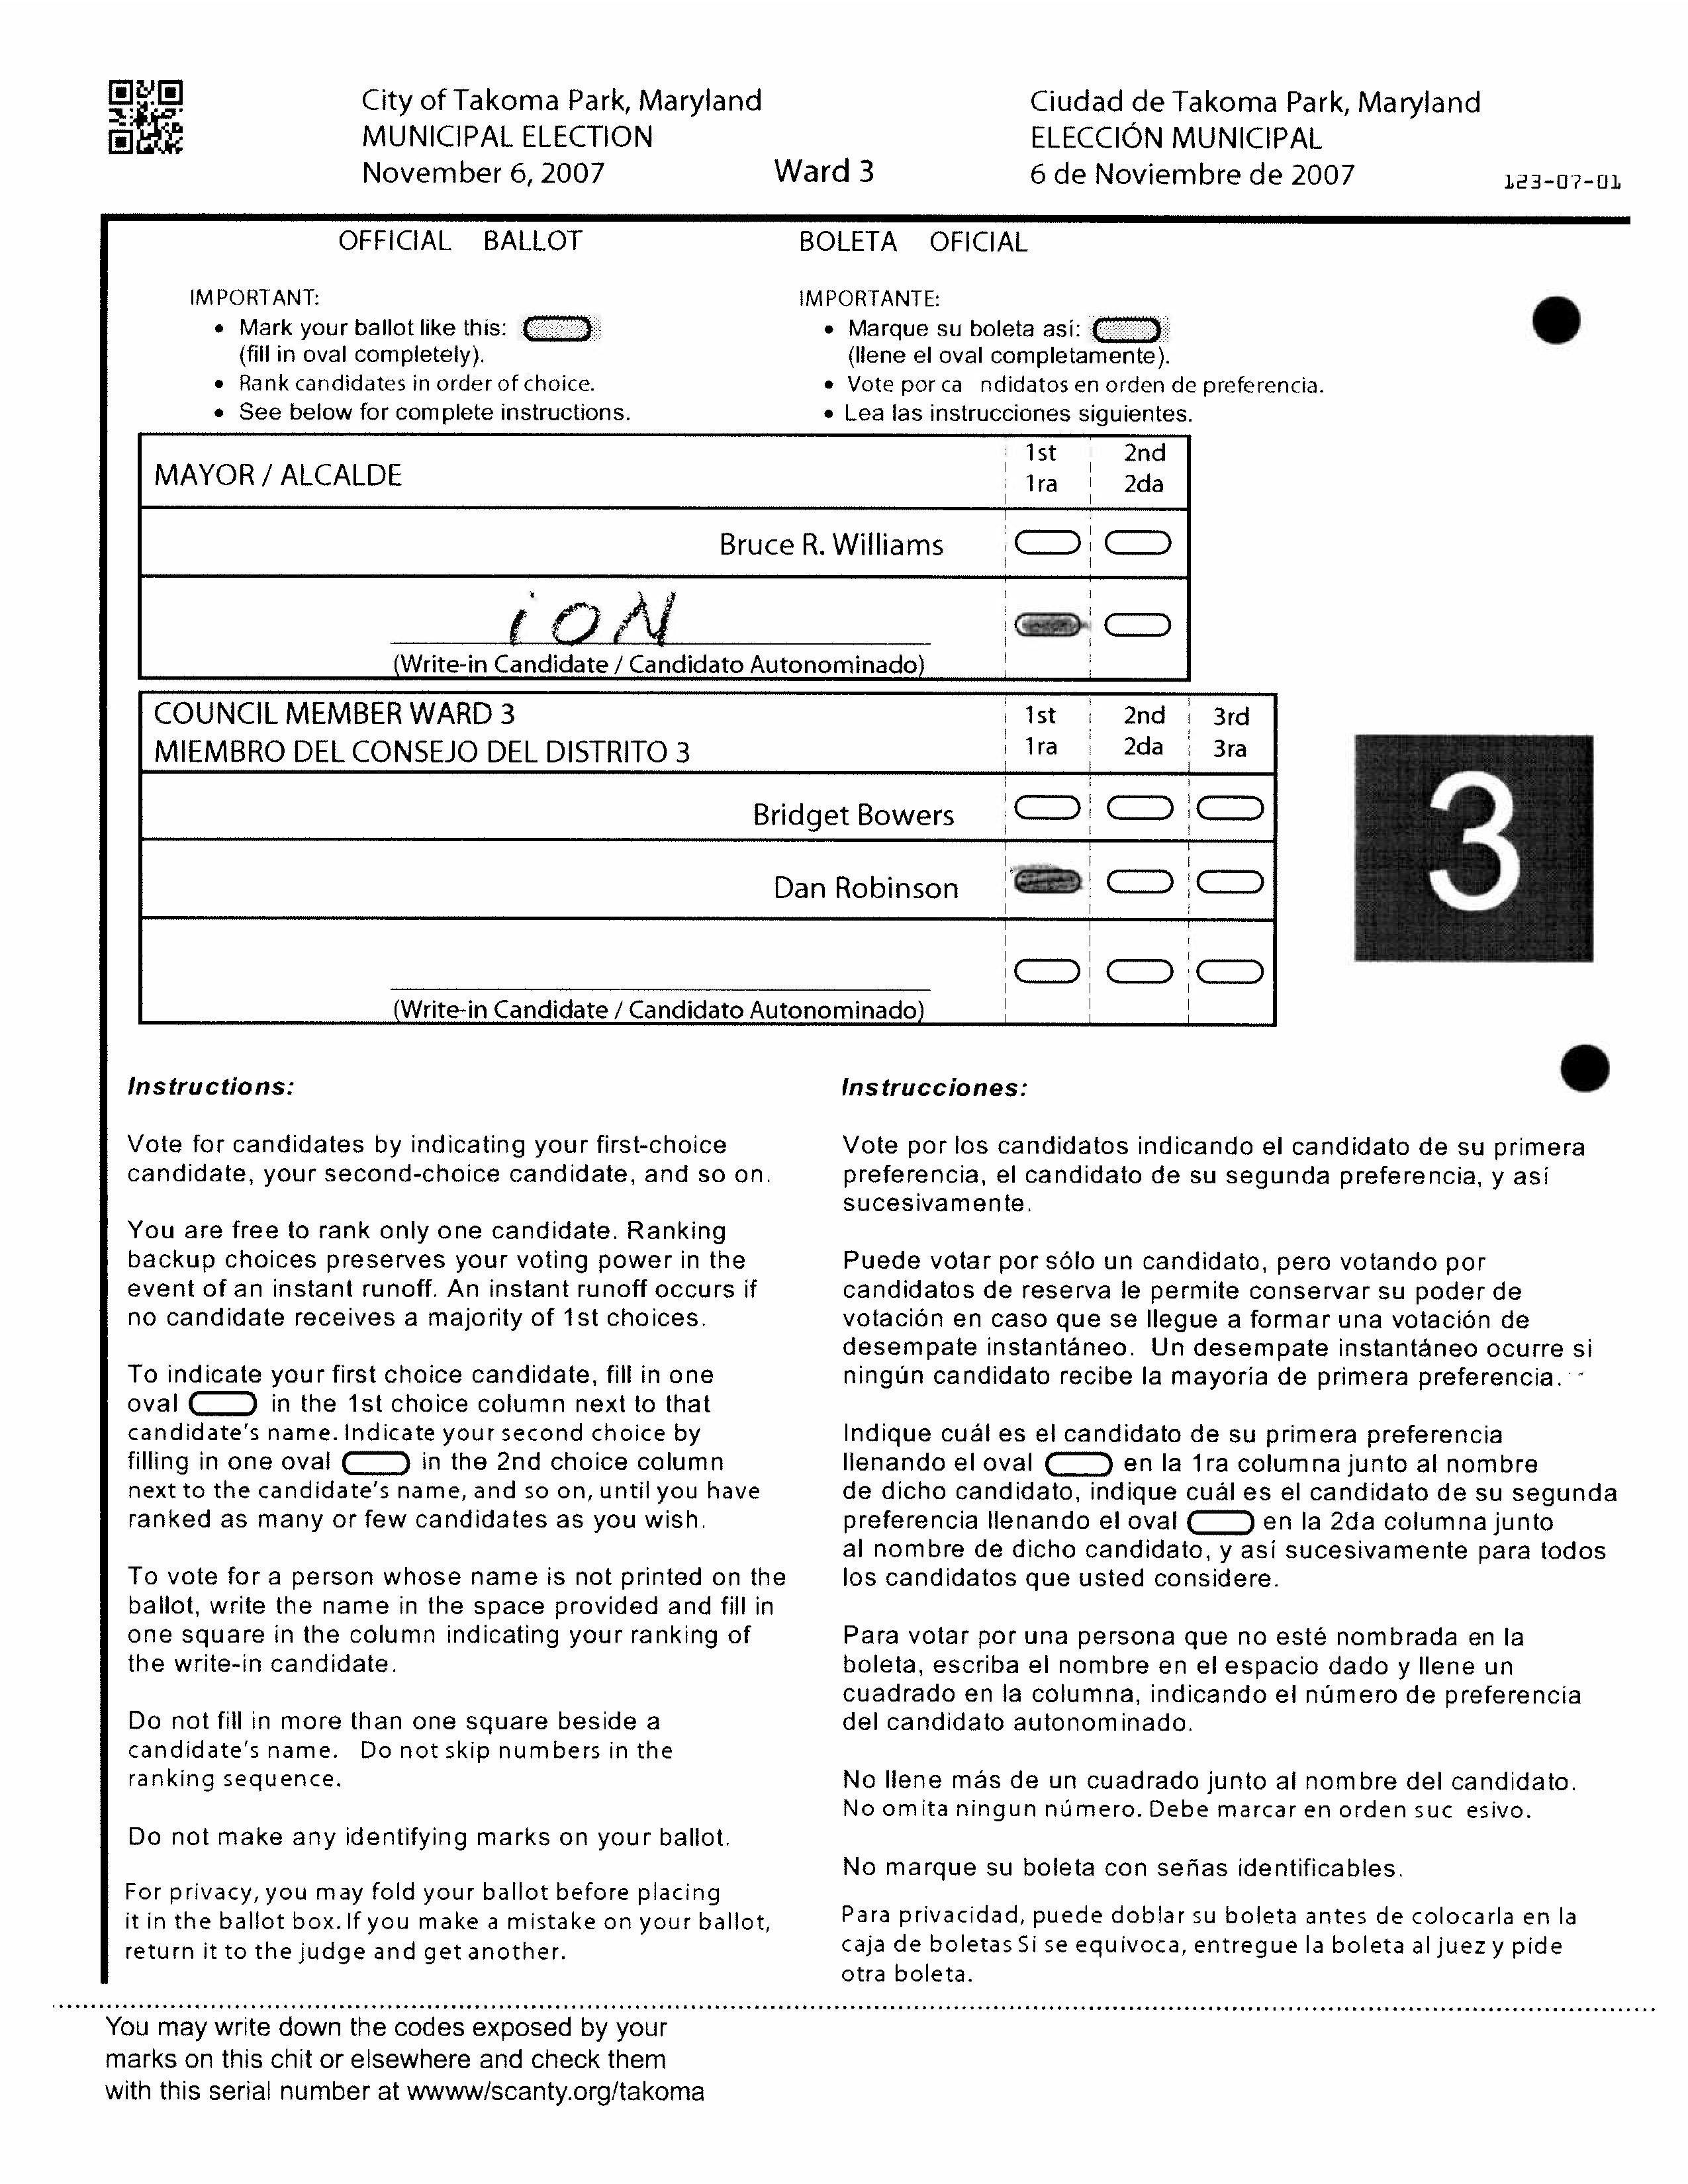 City of Takoma Park, Maryland
MUNICIPAL ELECTION
November 6, 2007
Ward 3
Ciudad de Takoma Park, Maryland
ELECCIÓN MUNICIPAL
6 de Noviembre de 2007
123-07-01
OFFICIAL BALLOT
BOLETA OFICIAL
IMPORTANT:
• Mark your ballot like this:
(fill in oval completely).
• Rank candidates in order of choice.
• See below for complete instructions.
IMPORTANTE:
• Marque su boleta así:
(llene el oval completamente).
• Vote por ca ndidatos en orden de preferencia.
• Lea las instrucciones siguientes.
MAYOR / ALCALDE
1st 2nd
1ra 2da
Bruce R. Williams
iON
(Write-in Candidate / Candidato Autonominado)
COUNCIL MEMBER WARD 3
MIEMBRO DEL CONSEJO DEL DISTRITO 3
1st 2nd 3rd
1ra 2da 3ra
Bridget Bowers
Dan Robinson
(Write-in Candidate / Candidato Autonominado)
3
Instructions:
Vote for candidates by indicating your first-choice
candidate, your second-choice candidate, and so on.
You are free to rank only one candidate. Ranking
backup choices preserves your voting power in the
event of an instant runoff. An instant runoff occurs if
no candidate receives a majority of 1st choices.
To indicate your first choice candidate, fill in one
oval in the 1st choice column next to that
candidate's name. Indicate your second choice by
filling in one oval in the 2nd choice column
next to the candidate's name, and so on, until you have
ranked as many or few candidates as you wish.
To vote for a person whose name is not printed on the
ballot, write the name in the space provided and fill in
one square in the column indicating your ranking of
the write-in candidate.
Do not fill in more than one square beside a
candidate's name. Do not skip numbers in the
ranking sequence.
Do not make any identifying marks on your ballot.
For privacy, you may fold your ballot before placing
it in the ballot box. If you make a mistake on your ballot,
return it to the judge and get another.
Instrucciones:
Vote por los candidatos indicando el candidato de su primera
preferencia, el candidato de su segunda preferencia, y así
sucesivamente.
Puede votar por sólo un candidato, pero votando por
candidatos de reserva le permite conservar su poder de
votación en caso que se llegue a formar una votación de
desempate instantáneo. Un desempate instantáneo ocurre si
ningún candidato recibe la mayoría de primera preferencia.
Indique cuál es el candidato de su primera preferencia
llenando el oval en la 1ra columna junto al nombre
de dicho candidato, indique cuál es el candidato de su segunda
preferencia llenando el oval en la 2da columna junto
al nombre de dicho candidato, y así sucesivamente para todos
los candidatos que usted considere.
Para votar por una persona que no esté nombrada en la
boleta, escriba el nombre en el espacio dado y llene un
cuadrado en la columna, indicando el número de preferencia
del candidato autonominado.
No llene más de un cuadrado junto al nombre del candidato.
No omita ningun número. Debe marcar en orden suc esivo.
No marque su boleta con señas identificables.
Para privacidad, puede doblar su boleta antes de colocarla en la
caja de boletas Si se equivoca, entregue la boleta al juez y pide
otra boleta.
You may write down the codes exposed by your
marks on this chit or elsewhere and check them
with this serial number at wwww/scanty.org/takoma